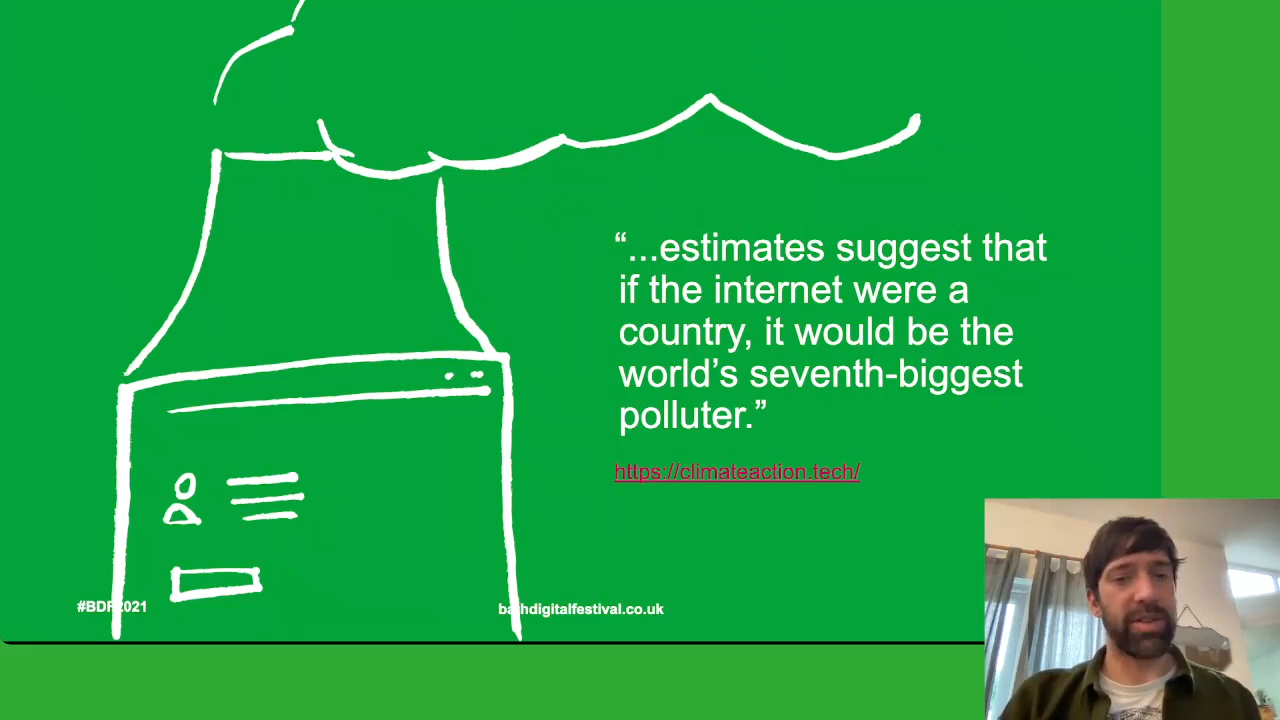 “...estimates suggest that
if the internet were a
country, it would be the
world’s seventh-biggest
polluter.”
https://climateaction.tech/
#BDF2021
bathdigitalfestival.co.uk